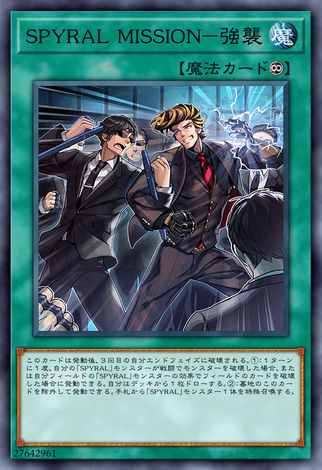 SPYRAL MISSION－強襲 魔
【魔法カード】
このカードは発動後、３回目の自分エンドフェイズに破壊される。①：１ターン
に１度、自分の「SPYRAL」モンスターが戦闘でモンスターを破壊した場合、また
は自分フィールドの「SPYRAL」モンスターの効果でフィールドのカードを破壊
した場合に発動できる。自分はデッキから１枚ドローする。②：墓地のこのカー
ドを除外して発動できる。手札から「SPYRAL」モンスター１体を特殊召喚する。
27642961